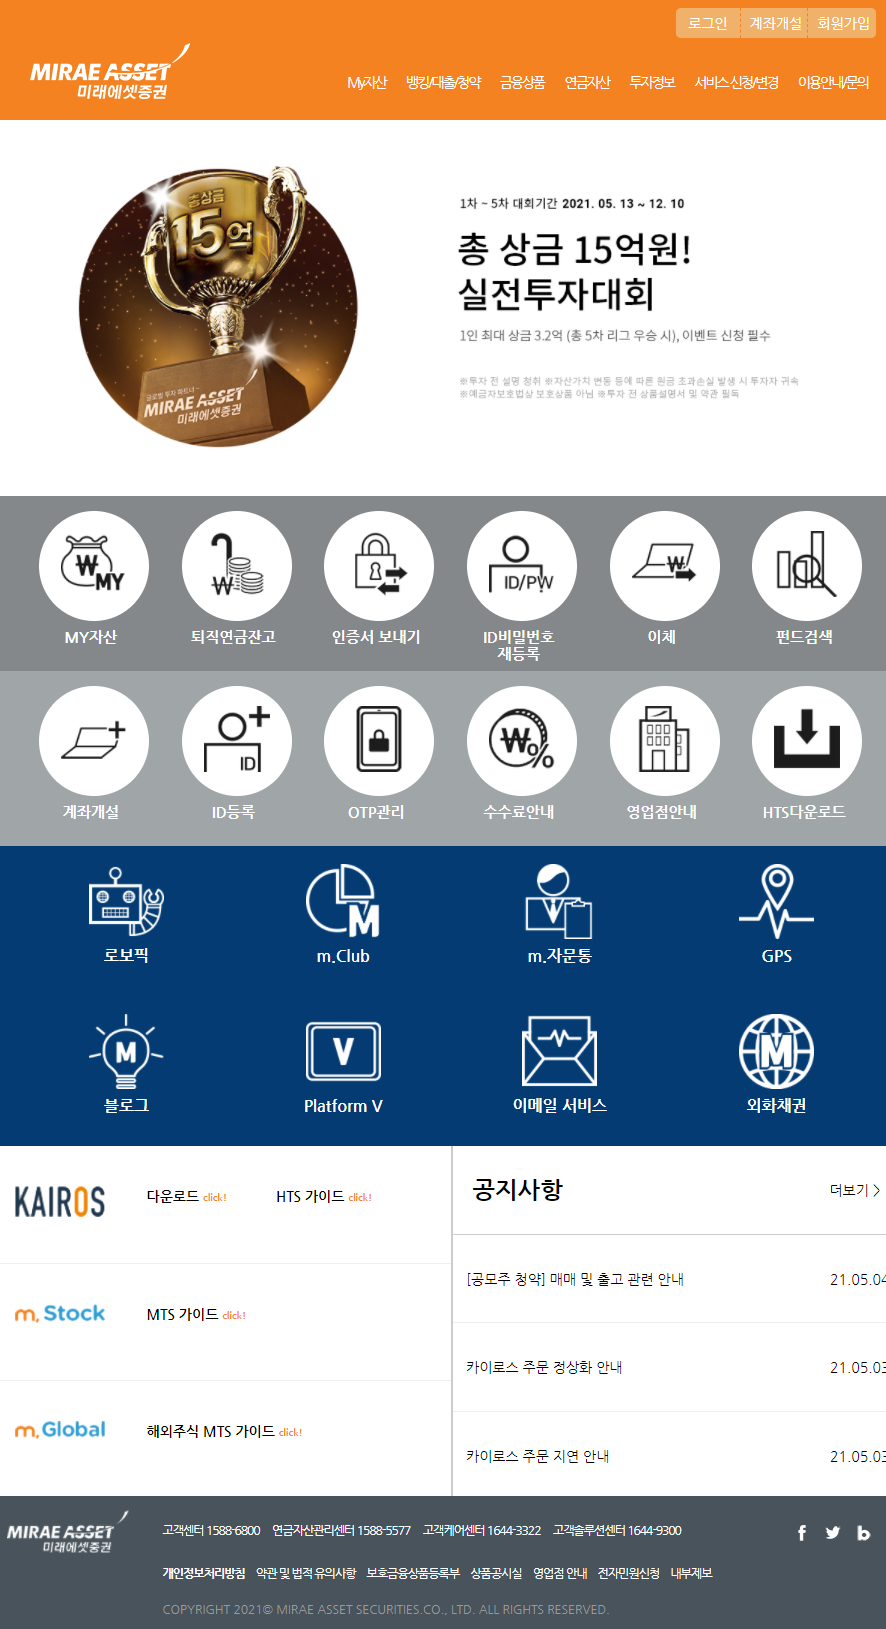 로그인 계좌개설 회원가입
MIRAE ASSET
미래에셋증권
My자산 뱅킹/대출/청약 금융상품 연금자산 투자정보 서비스 신청/변경 이용안내/문의
총상금
15억
글로벌 투자 파트너 -
MIRAE ASSET
미래에셋증권
1차 ~ 5차 대회기간 2021. 05. 13 ~ 12. 10
총 상금 15억원!
실전투자대회
1인 최대 상금 3.2억 (총 5차 리그 우승 시), 이벤트 신청 필수
※투자 전 설명 청취 ※자산가치 변동 등에 따른 원금 초과손실 발생 시 투자자 귀속
※예금자보호법상 보호상품 아님 ※투자 전 상품설명서 및 약관 필독
₩ MY
₩
ID/PW
₩
MY자산 퇴직연금잔고 인증서 보내기 ID비밀번호 재등록 이체 펀드검색
ID
₩%
계좌개설 ID등록 OTP관리 수수료안내 영업점안내 HTS다운로드
M
로보픽 m.Club m.자문통 GPS
M
V
M
블로그 Platform V 이메일 서비스 외화채권
KAIROS 다운로드 click! HTS 가이드 click!
m.Stock MTS 가이드 click!
m.Global 해외주식 MTS 가이드 click!
공지사항 더보기 >
[공모주 청약] 매매 및 출고 관련 안내 21.05.04
카이로스 주문 정상화 안내 21.05.03
카이로스 주문 지연 안내 21.05.03
MIRAE ASSET
미래에셋증권
고객센터 1588-6800 연금자산관리센터 1588-5577 고객케어센터 1644-3322 고객솔루션센터 1644-9300
개인정보처리방침 약관 및 법적 유의사항 보호금융상품등록부 상품공시실 영업점 안내 전자민원신청 내부제보
COPYRIGHT 2021© MIRAE ASSET SECURITIES.CO., LTD. ALL RIGHTS RESERVED.